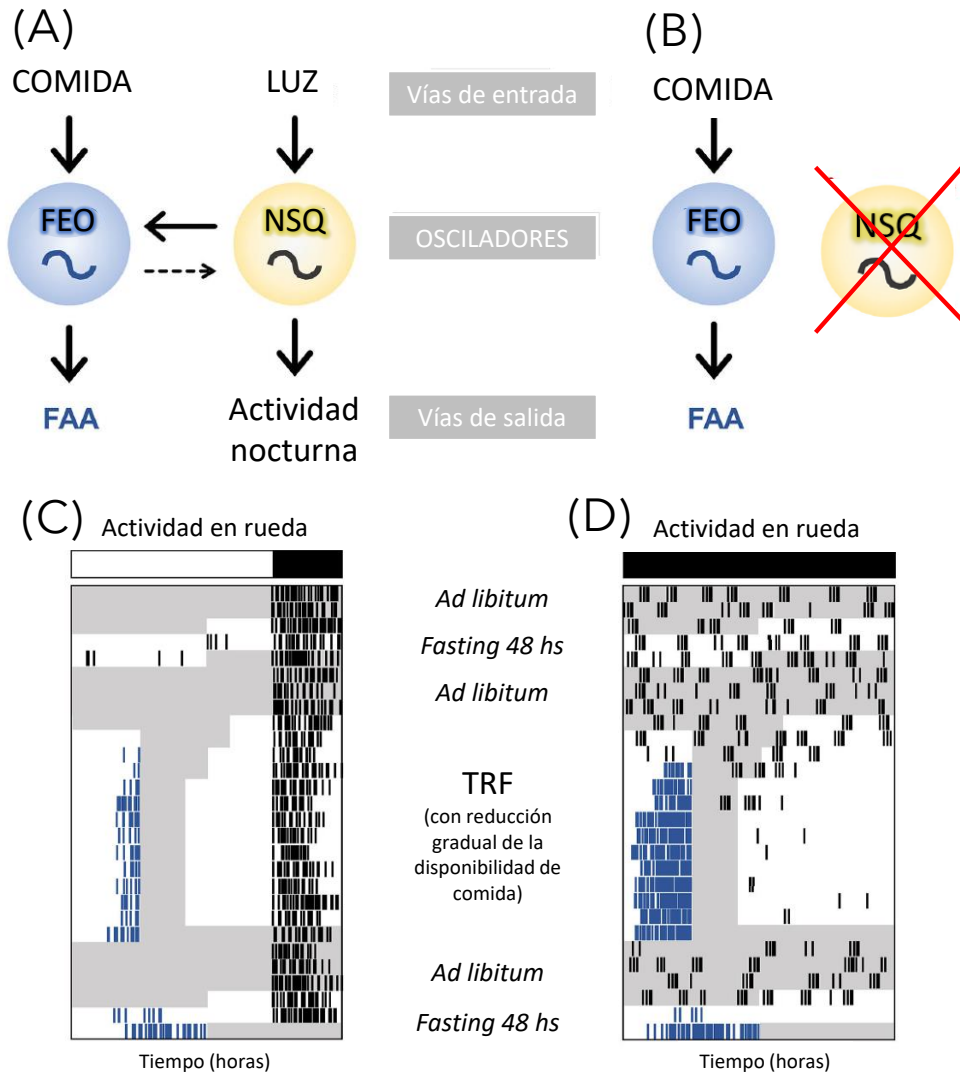 (A)
COMIDA
LUZ
Vías de entrada
FEO
NSQ
OSCILADORES
FAA
Actividad
nocturna
Vías de salida
(B)
COMIDA
FEO
NSQ
FAA
(C)
Actividad en rueda
(D)
Actividad en rueda
Ad libitum
Fasting 48 hs
Ad libitum
TRF
(con reducción
gradual de la
disponibilidad de
comida)
Ad libitum
Fasting 48 hs
Tiempo (horas)
Tiempo (horas)